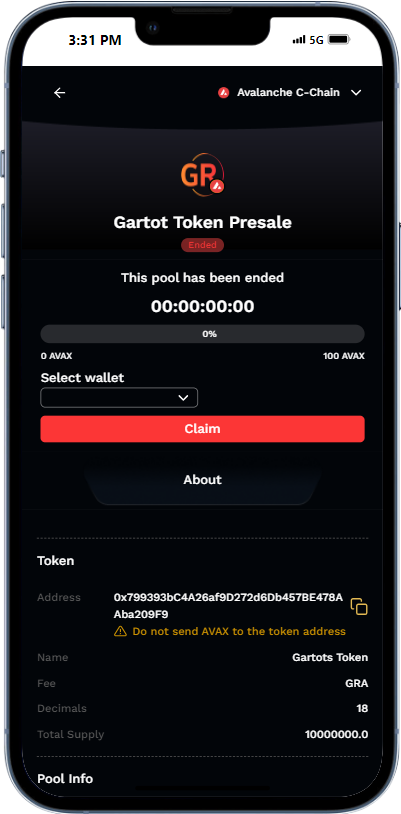 3:31 PM 5G
Avalanche C-Chain
GR
Gartot Token Presale
Ended
This pool has been ended
00:00:00:00
0%
0 AVAX 100 AVAX
Select wallet
Claim
About
Token
Address 0x799393bC4A26af9D272d6Db457BE478A
Aba209F9
Do not send AVAX to the token address
Name Gartots Token
Fee GRA
Decimals 18
Total Supply 10000000.0
Pool Info